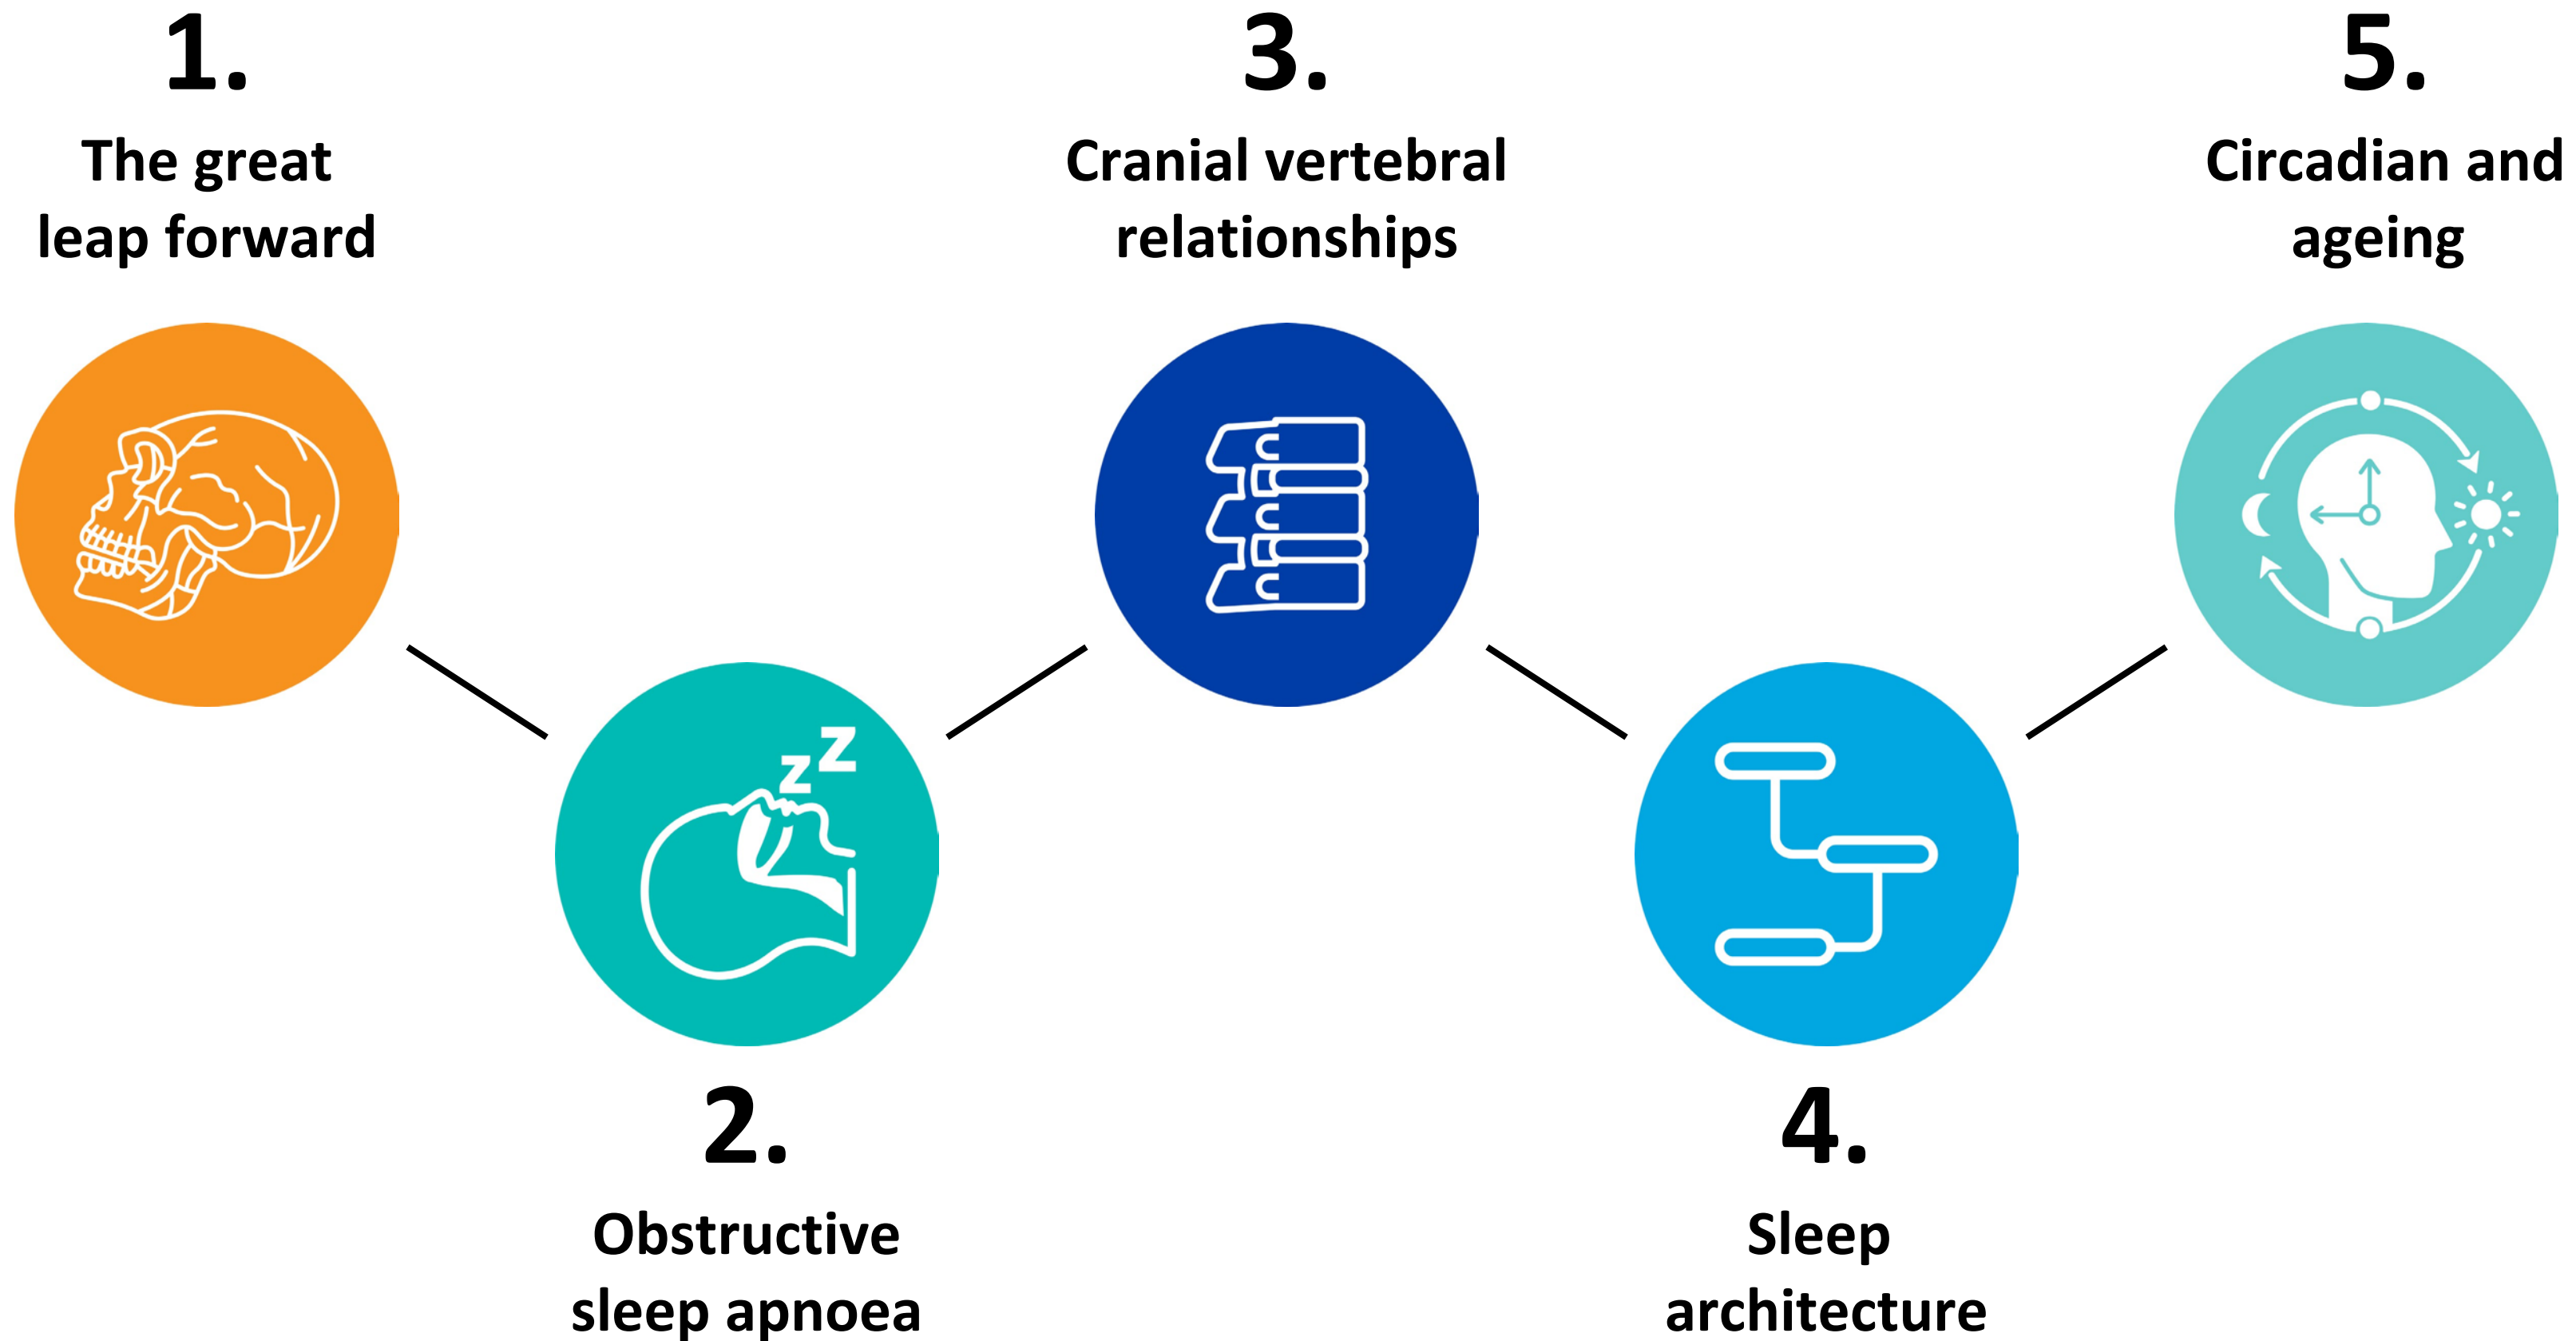 1.
The great
leap forward
z z
2.
Obstructive
sleep apnoea
3.
Cranial vertebral
relationships
4.
Sleep
architecture
5.
Circadian and
ageing